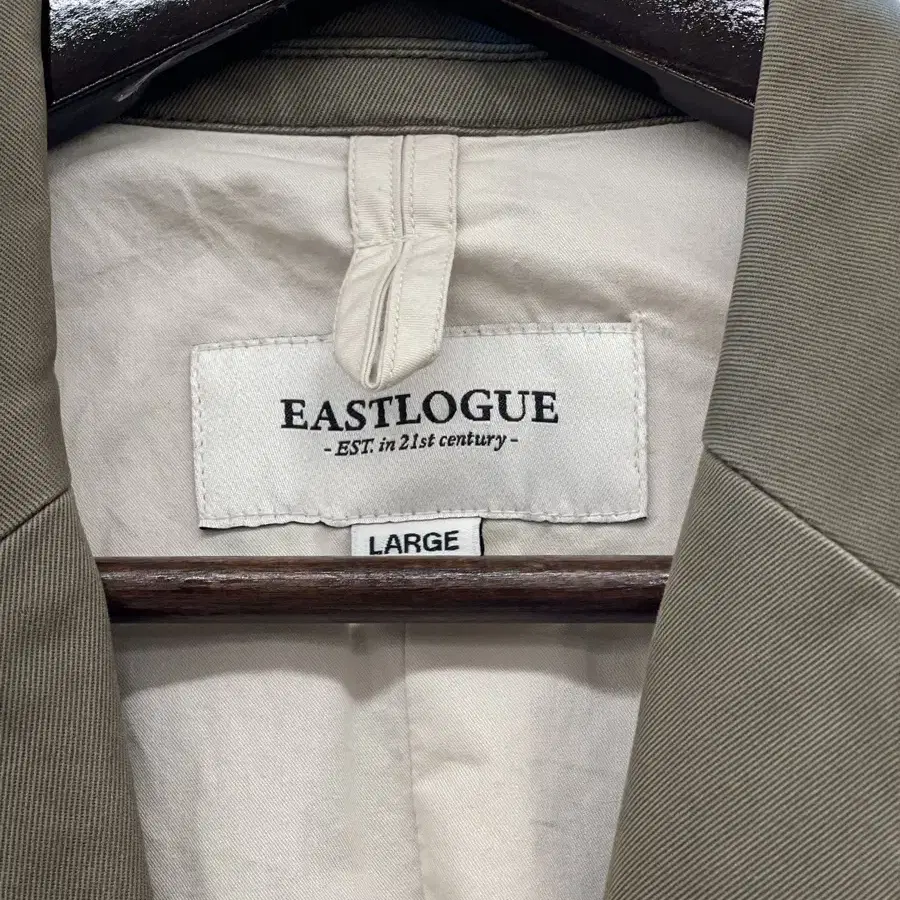 EASTLOGUE
- EST. in 21st century -
LARGE